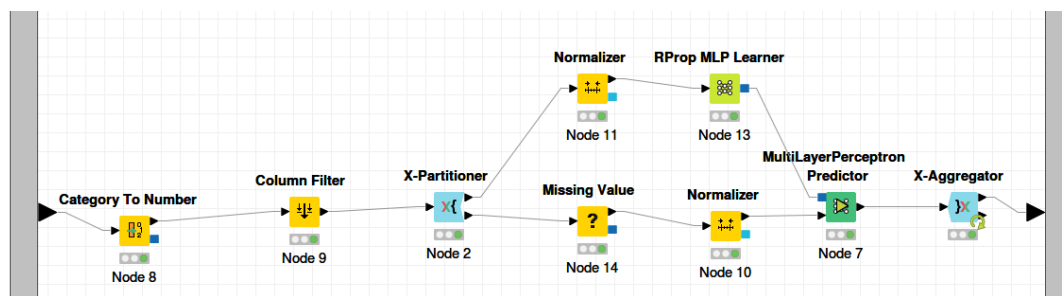 Normalizer
RProp MLP Learner
Node 11
Node 13
Category To Number
Column Filter
X-Partitioner
Missing Value
Normalizer
MultiLayerPerceptron
Predictor
X-Aggregator
X{
?
}X
Node 8
Node 9
Node 2
Node 14
Node 10
Node 7